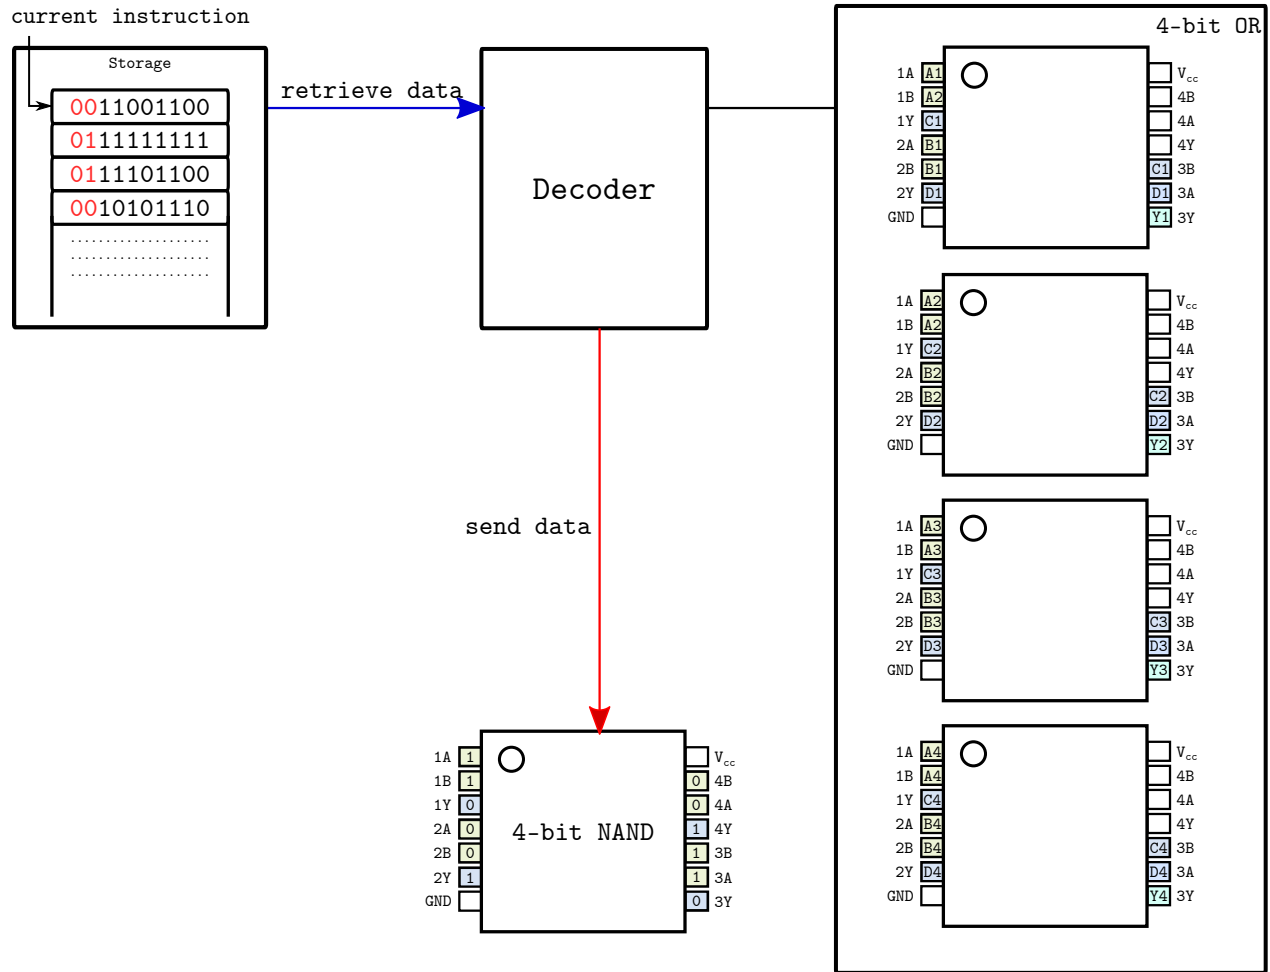 current instruction
Storage
0011001100
0111111111
0111101100
0010101110
....................
....................
....................
retrieve data
Decoder
send data
4-bit OR
1A A1 Vcc
1B A2 4B
1Y C1 4A
2A B1 4Y
2B B1 C1 3B
2Y D1 D1 3A
GND Y1 3Y
1A A2 Vcc
1B A2 4B
1Y C2 4A
2A B2 4Y
2B B2 C2 3B
2Y D2 D2 3A
GND Y2 3Y
1A A3 Vcc
1B A3 4B
1Y C3 4A
2A B3 4Y
2B B3 C3 3B
2Y D3 D3 3A
GND Y3 3Y
1A A4 Vcc
1B A4 4B
1Y C4 4A
2A B4 4Y
2B B4 C4 3B
2Y D4 D4 3A
GND Y4 3Y
1A 1 Vcc
1B 1 0 4B
1Y 0 0 4A
2A 0 4-bit NAND 1 4Y
2B 0 1 3B
2Y 1 1 3A
GND 0 3Y